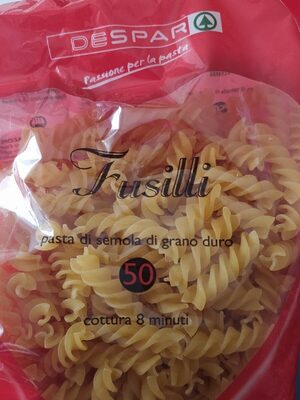 DESPAR
Passione per la pasta
Fusilli
pasta di semola di grano duro
50
cottura 8 minuti